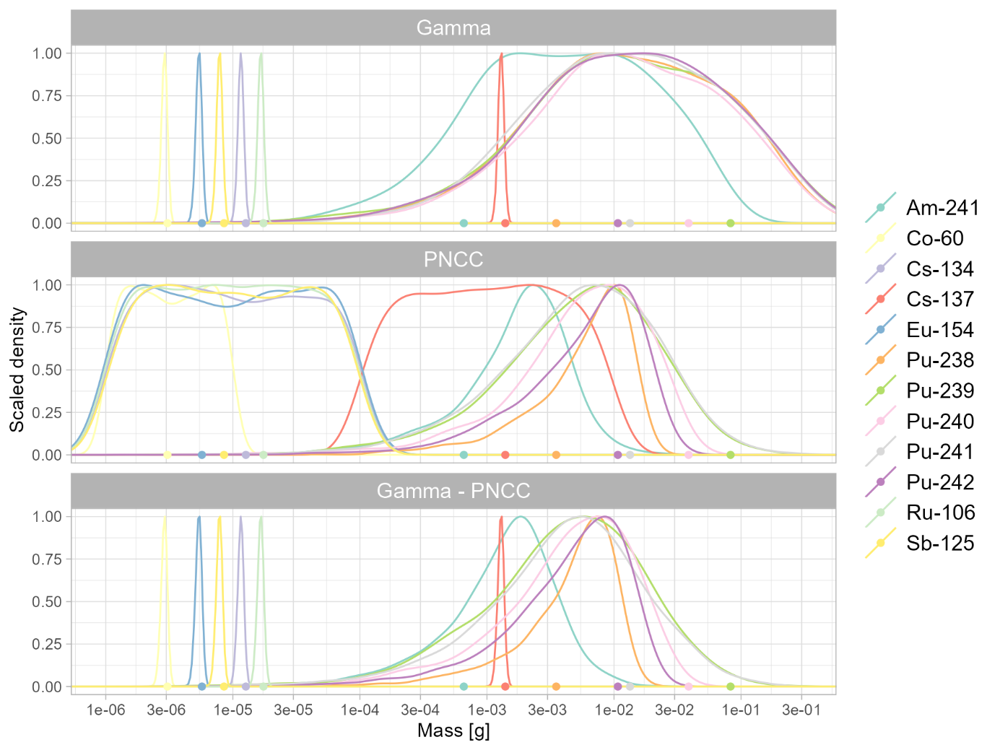 Gamma
1.00
0.75
0.50
0.25
0.00
PNCC
1.00
0.75
0.50
0.25
0.00
Gamma - PNCC
1.00
0.75
0.50
0.25
0.00
Scaled density
1e-06 3e-06 1e-05 3e-05 1e-04 3e-04 1e-03 3e-03 1e-02 3e-02 1e-01 3e-01
Mass [g]
Am-241
Co-60
Cs-134
Cs-137
Eu-154
Pu-238
Pu-239
Pu-240
Pu-241
Pu-242
Ru-106
Sb-125